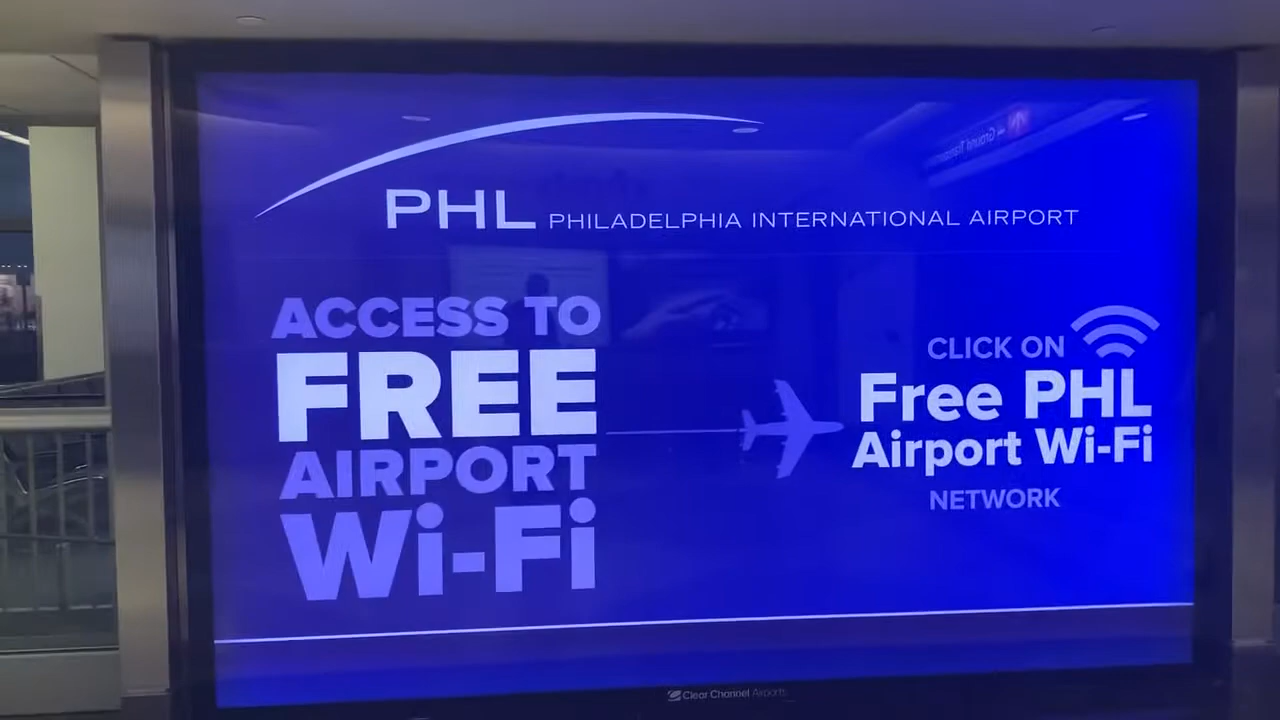 PHL PHILADELPHIA INTERNATIONAL AIRPORT
ACCESS TO
FREE
AIRPORT
Wi-Fi
CLICK ON
Free PHL
Airport Wi-Fi
NETWORK
Clear Channel Airports